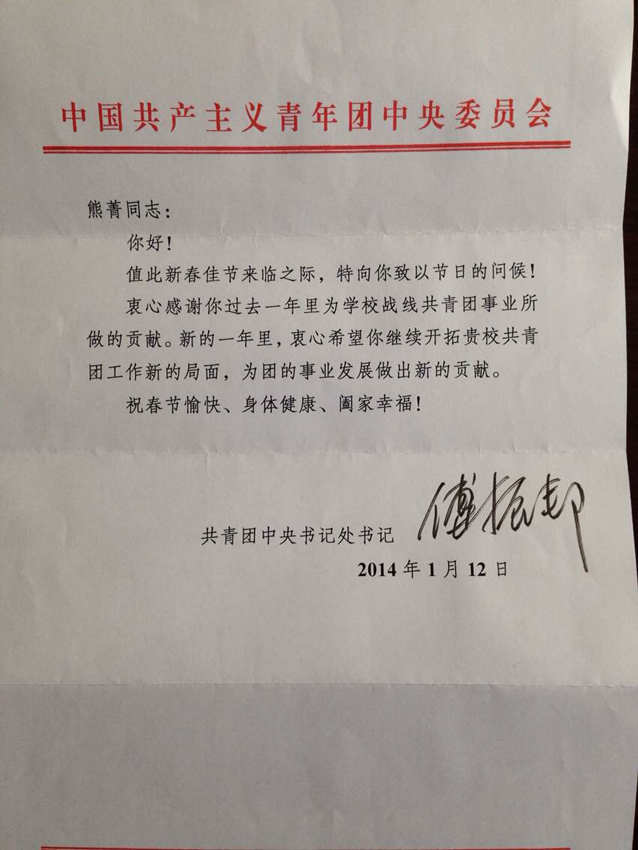 中国共产主义青年团中央委员会
熊菁同志：
你好！
值此新春佳节来临之际，特向你致以节日的问候！
衷心感谢你过去一年里为学校战线共青团事业所
做的贡献。新的一年里，衷心希望你继续开拓贵校共青
团工作新的局面，为团的事业发展做出新的贡献。
祝春节愉快、身体健康、阖家幸福！
共青团中央书记处书记 傅振邦
2014 年 1 月 12 日